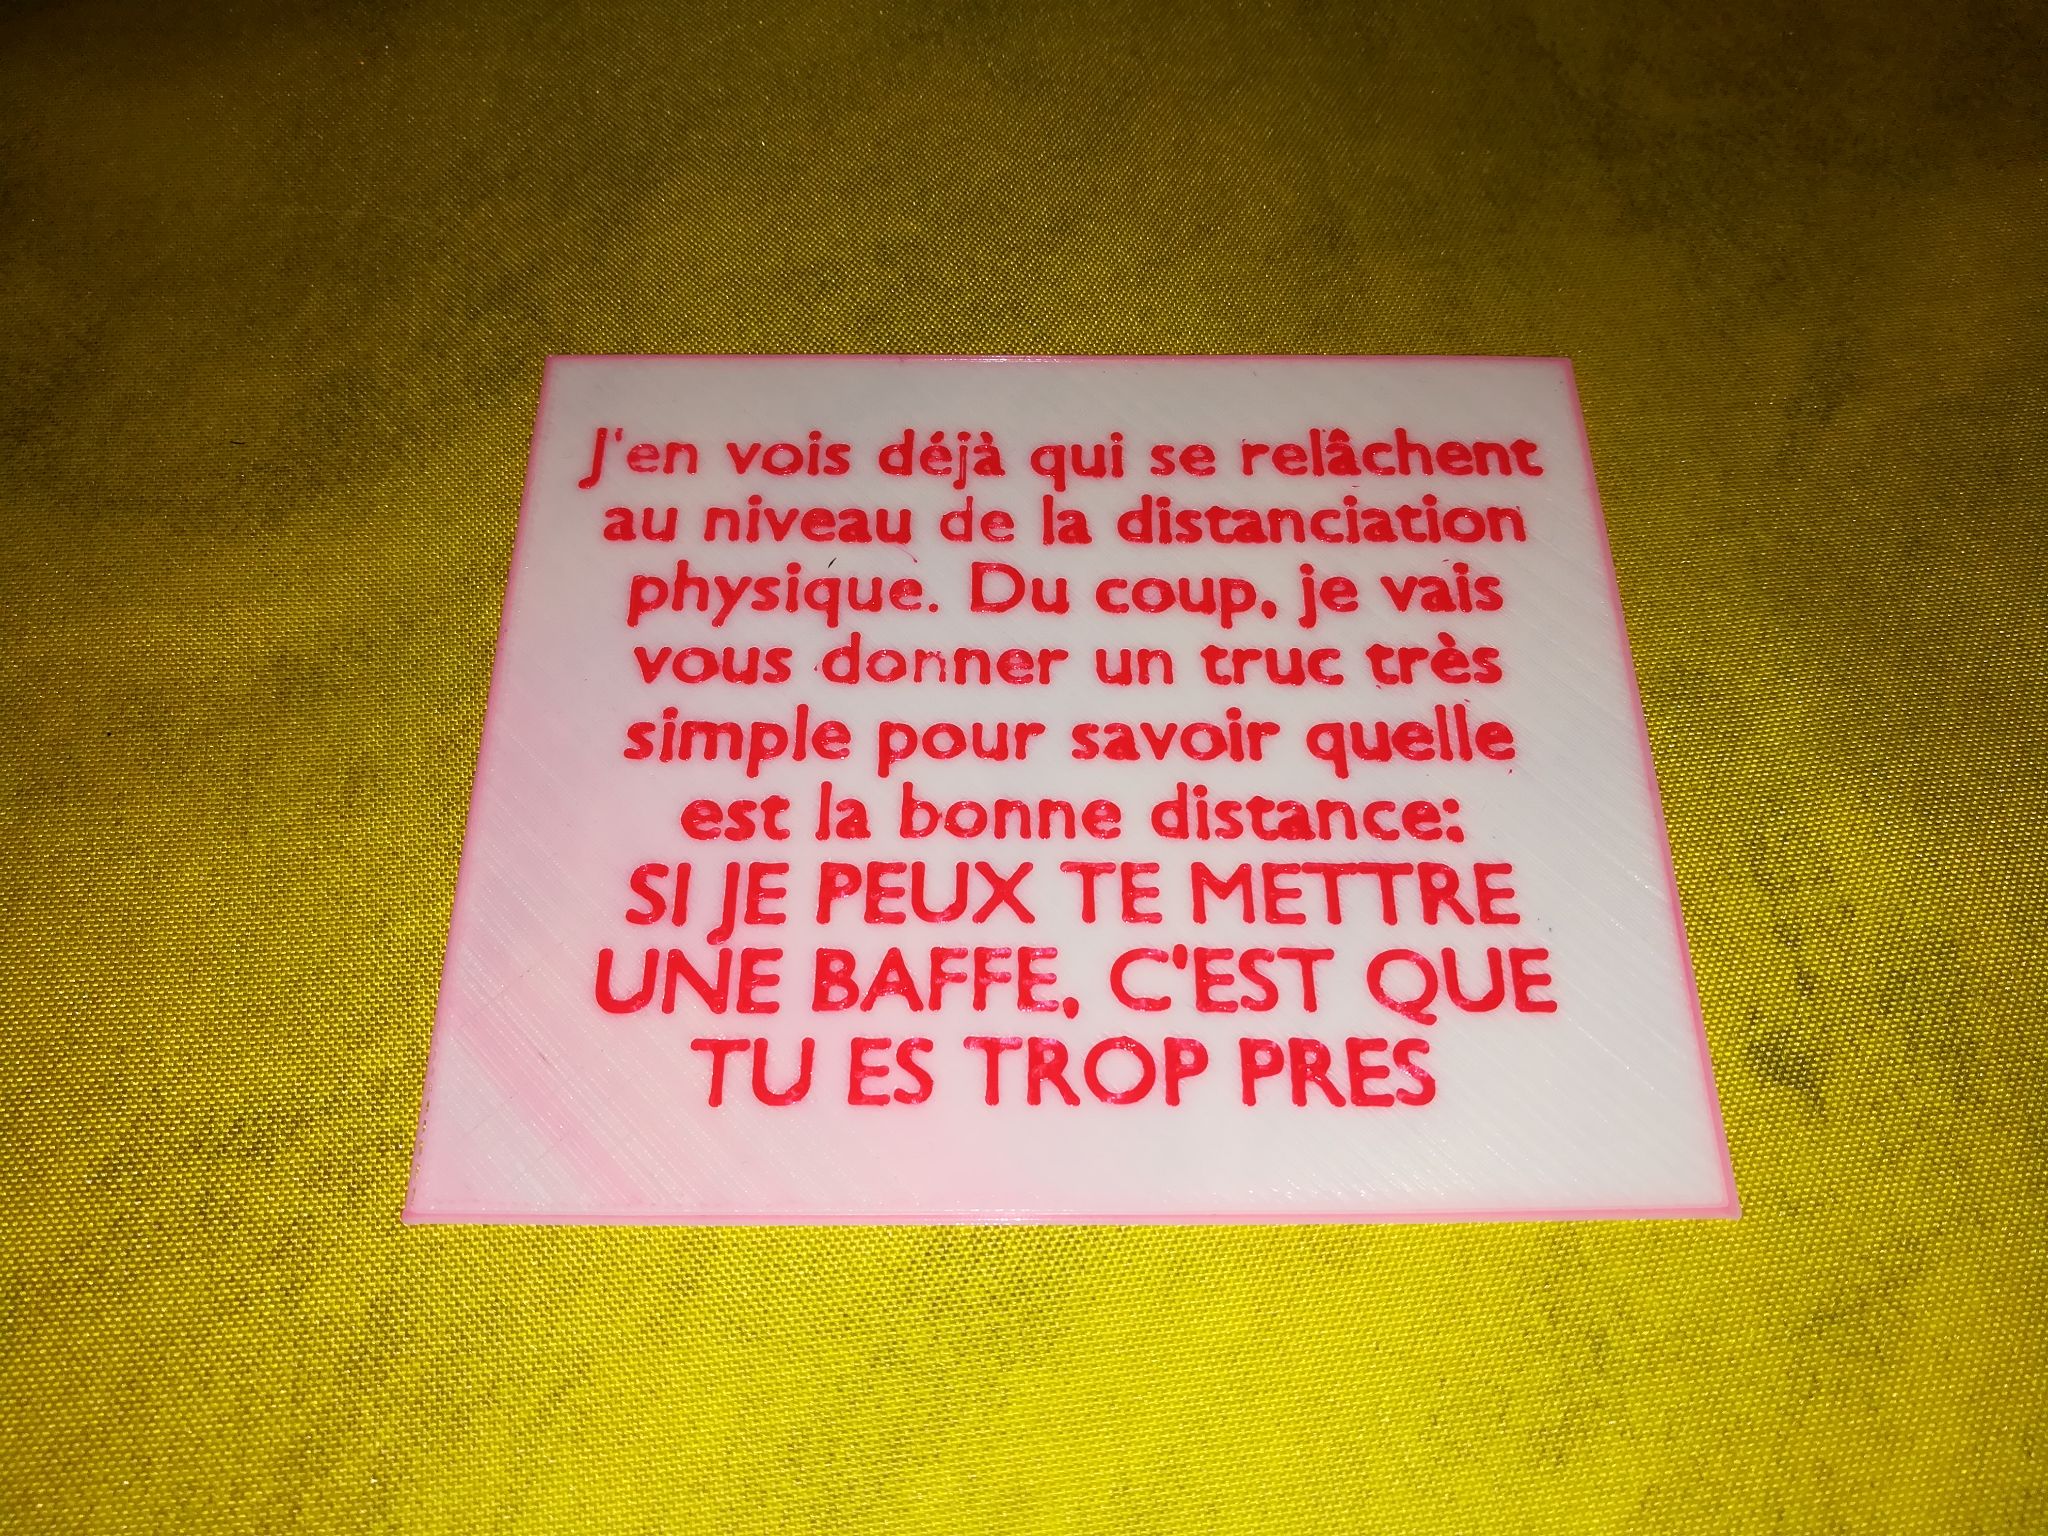 J'en vois déjà qui se relâchent
au niveau de la distanciation
physique. Du coup, je vais
vous donner un truc très
simple pour savoir quelle
est la bonne distance:
SI JE PEUX TE METTRE
UNE BAFFE, C'EST QUE
TU ES TROP PRES